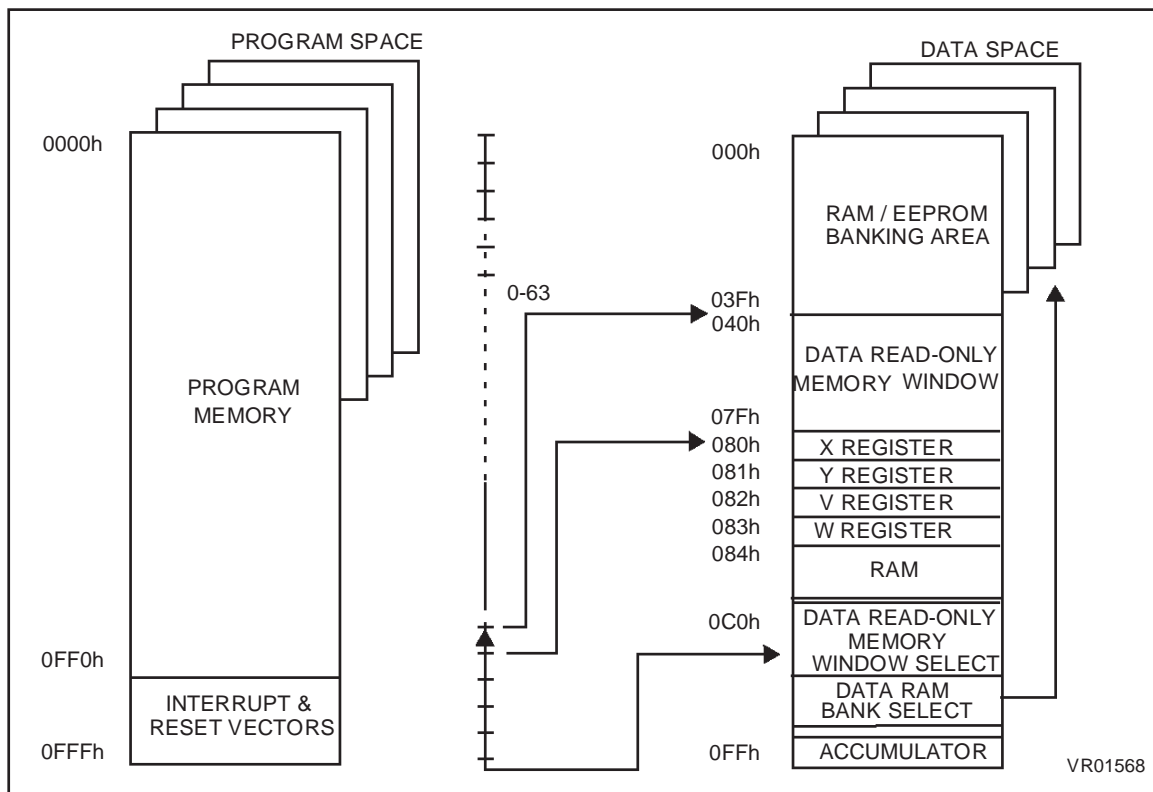 PROGRAM SPACE
0000h
PROGRAM
MEMORY
0FF0h
INTERRUPT &
RESET VECTORS
0FFFh
0-63
DATA SPACE
000h
RAM / EEPROM
BANKING AREA
03Fh
040h
DATA READ-ONLY
MEMORY WINDOW
07Fh
080h
X REGISTER
081h
Y REGISTER
082h
V REGISTER
083h
W REGISTER
084h
RAM
0C0h
DATA READ-ONLY
MEMORY
WINDOW SELECT
DATA RAM
BANK SELECT
0FFh
ACCUMULATOR
VR01568